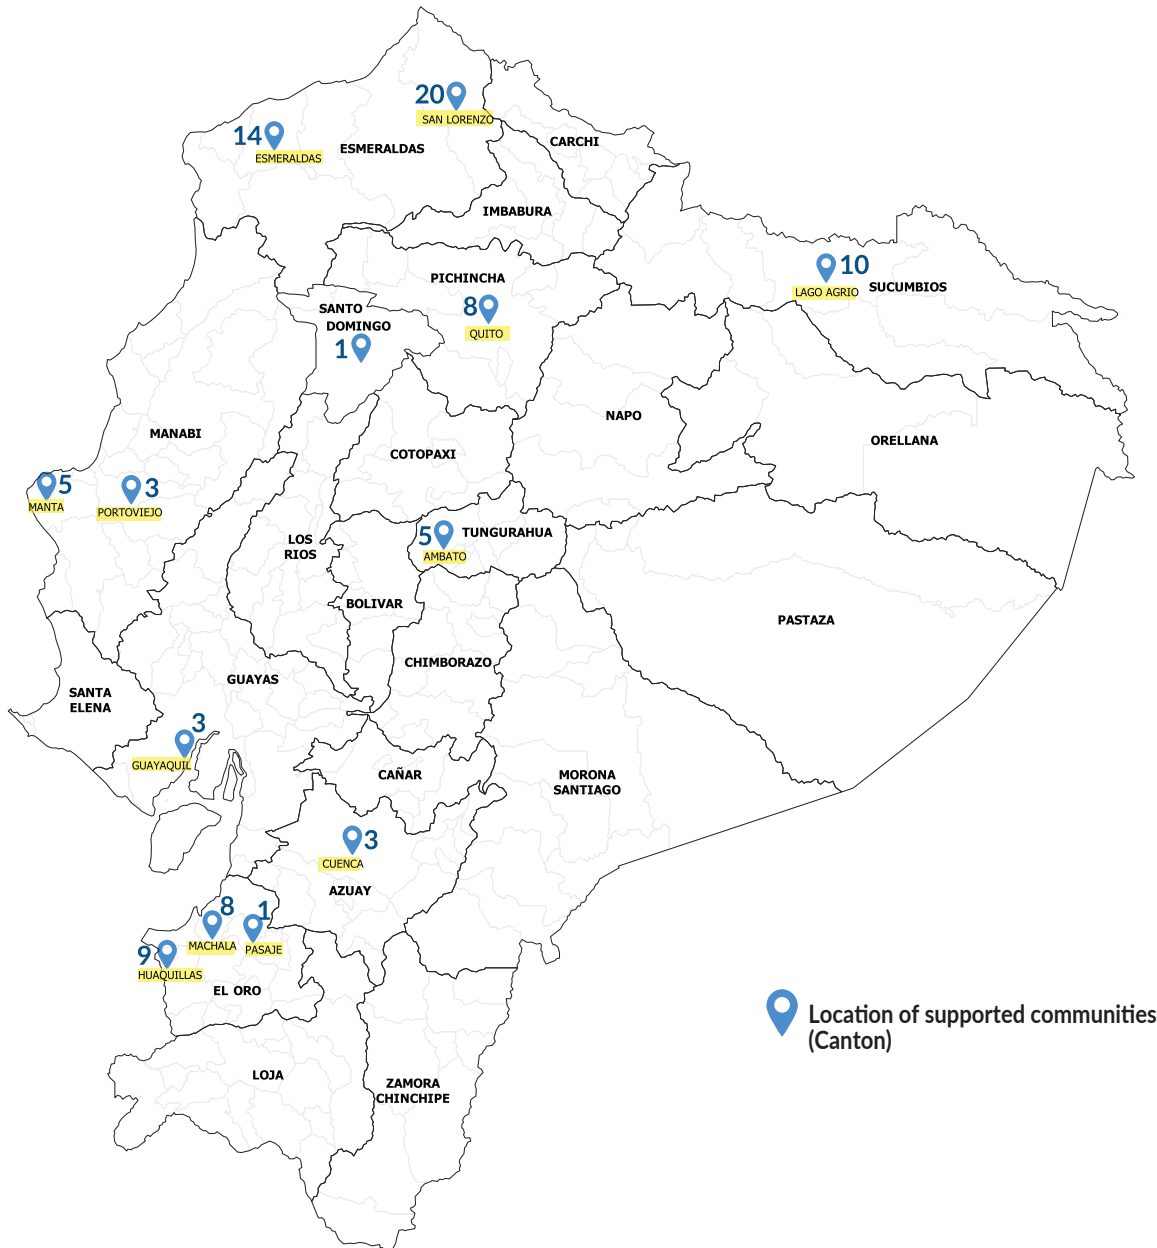 20
SAN LORENZO
14
ESMERALDAS
ESMERALDAS
CARCHI
IMBABURA
PICHINCHA
8
QUITO
10
LAGO AGRIO
SUCUMBIOS
SANTO
DOMINGO
1
NAPO
ORELLANA
MANABI
COTOPAXI
5
MANTA
3
PORTOVIEJO
5
AMBATO
TUNGURAHUA
LOS
RIOS
BOLIVAR
PASTAZA
CHIMBORAZO
GUAYAS
SANTA
ELENA
3
GUAYAQUIL
CAÑAR
MORONA
SANTIAGO
3
CUENCA
AZUAY
8
MACHALA
1
PASAJE
9
HUAQUILLAS
EL ORO
LOJA
ZAMORA
CHINCHIPE
Location of supported communities
(Canton)